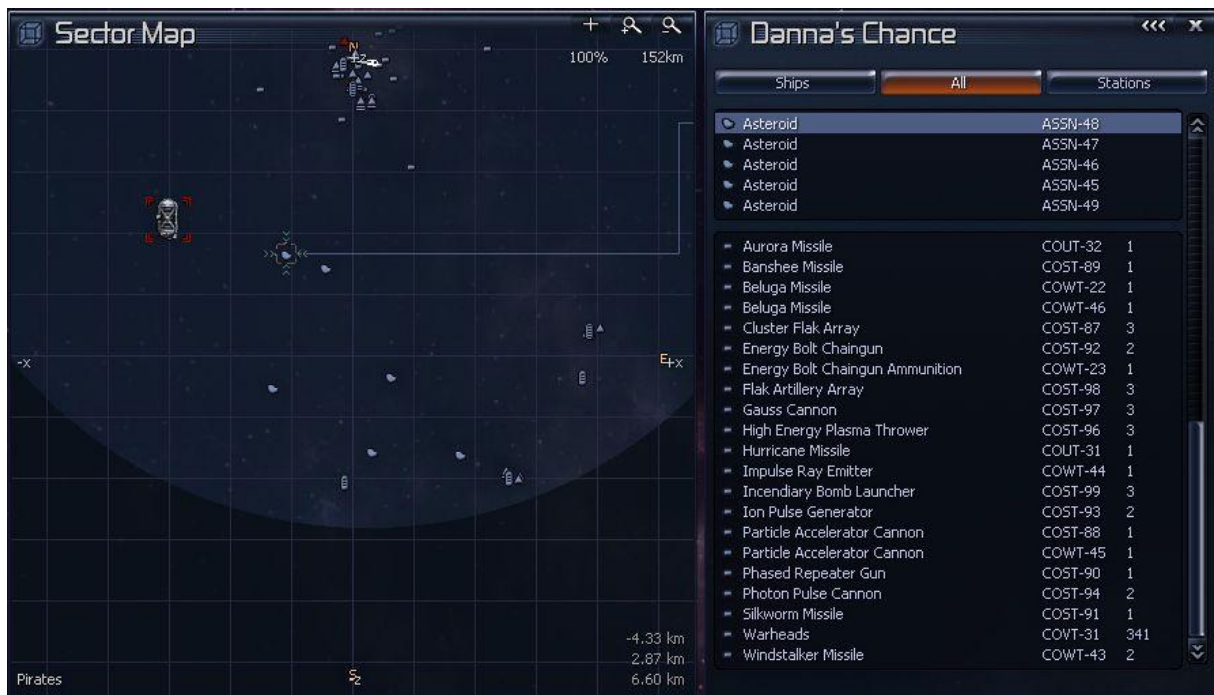 Sector Map
N
+z
100% 152km
-x
E
+x
-4.33 km
2.87 km
6.60 km
S
-z
Pirates
Danna's Chance
<<< X
Ships All Stations
Asteroid ASSN-48
Asteroid ASSN-47
Asteroid ASSN-46
Asteroid ASSN-45
Asteroid ASSN-49
Aurora Missile COUT-32 1
Banshee Missile COST-89 1
Beluga Missile COWT-22 1
Beluga Missile COWT-46 1
Cluster Flak Array COST-87 3
Energy Bolt Chaingun COST-92 2
Energy Bolt Chaingun Ammunition COWT-23 1
Flak Artillery Array COST-98 3
Gauss Cannon COST-97 3
High Energy Plasma Thrower COST-96 3
Hurricane Missile COUT-31 1
Impulse Ray Emitter COWT-44 1
Incendiary Bomb Launcher COST-99 3
Ion Pulse Generator COST-93 2
Particle Accelerator Cannon COST-88 1
Particle Accelerator Cannon COWT-45 1
Phased Repeater Gun COST-90 1
Photon Pulse Cannon COST-94 2
Silkworm Missile COST-91 1
Warheads COVT-31 341
Windstalker Missile COWT-43 2